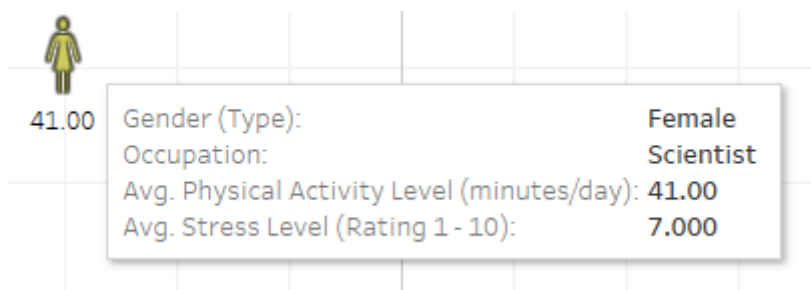 41.00
Gender (Type): Female
Occupation: Scientist
Avg. Physical Activity Level (minutes/day): 41.00
Avg. Stress Level (Rating 1 - 10): 7.000